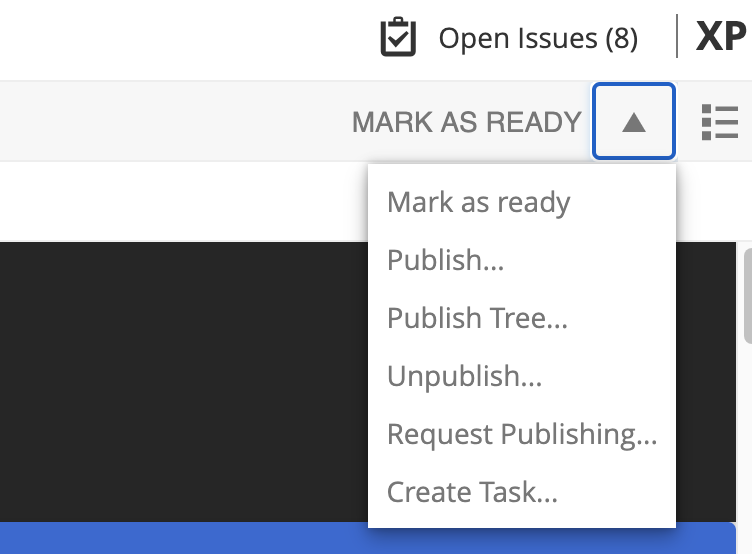 Open Issues (8)
XP
MARK AS READY
Mark as ready
Publish...
Publish Tree...
Unpublish...
Request Publishing...
Create Task...